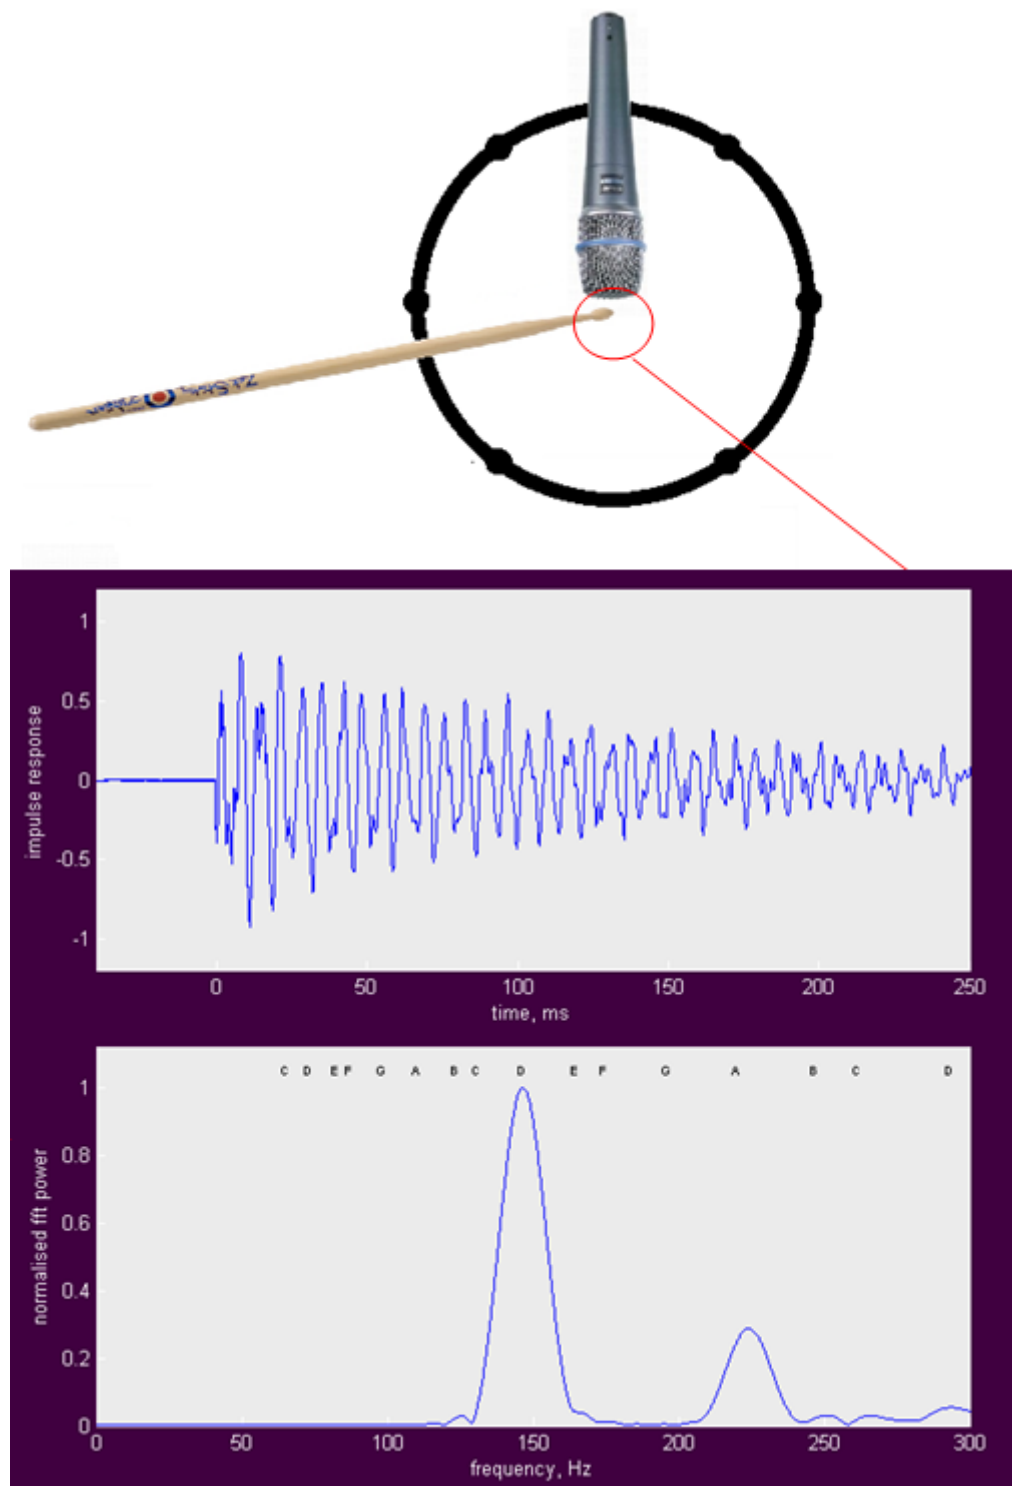 1
0.5
0
-0.5
-1
impulse response
0 50 100 150 200 250
time, ms
C D E F G A B C D E F G A B C D
1
0.8
0.6
0.4
0.2
0
normalised fft power
0 50 100 150 200 250 300
frequency, Hz